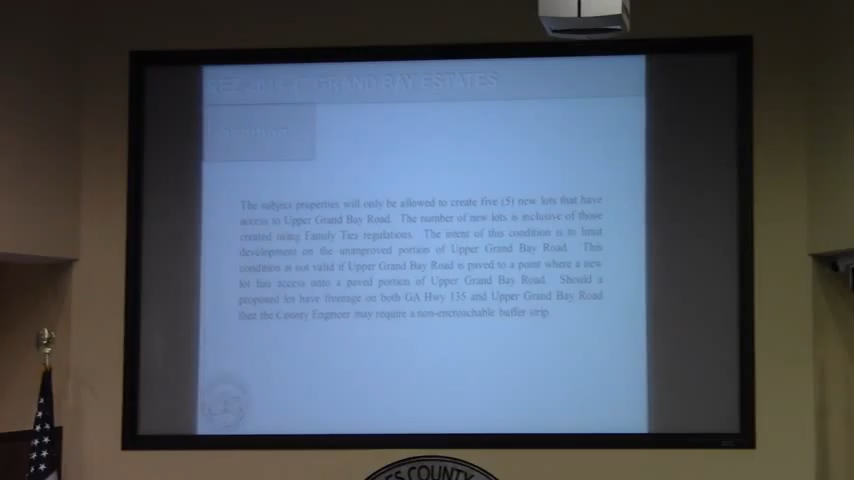 GRAND BAY ESTATES
The subject properties will only be allowed to create five (5) new lots that have
access to Upper Grand Bay Road. The number of new lots is inclusive of those
created using Family Ties regulations. The intent of this condition is to limit
development on the unimproved portion of Upper Grand Bay Road. This
condition is not valid if Upper Grand Bay Road is paved to a point where a new
lot has access onto a paved portion of Upper Grand Bay Road. Should a
proposed lot have frontage on both GA Hwy 135 and Upper Grand Bay Road
then the County Engineer may require a non-encroachable buffer strip.
COUNTY